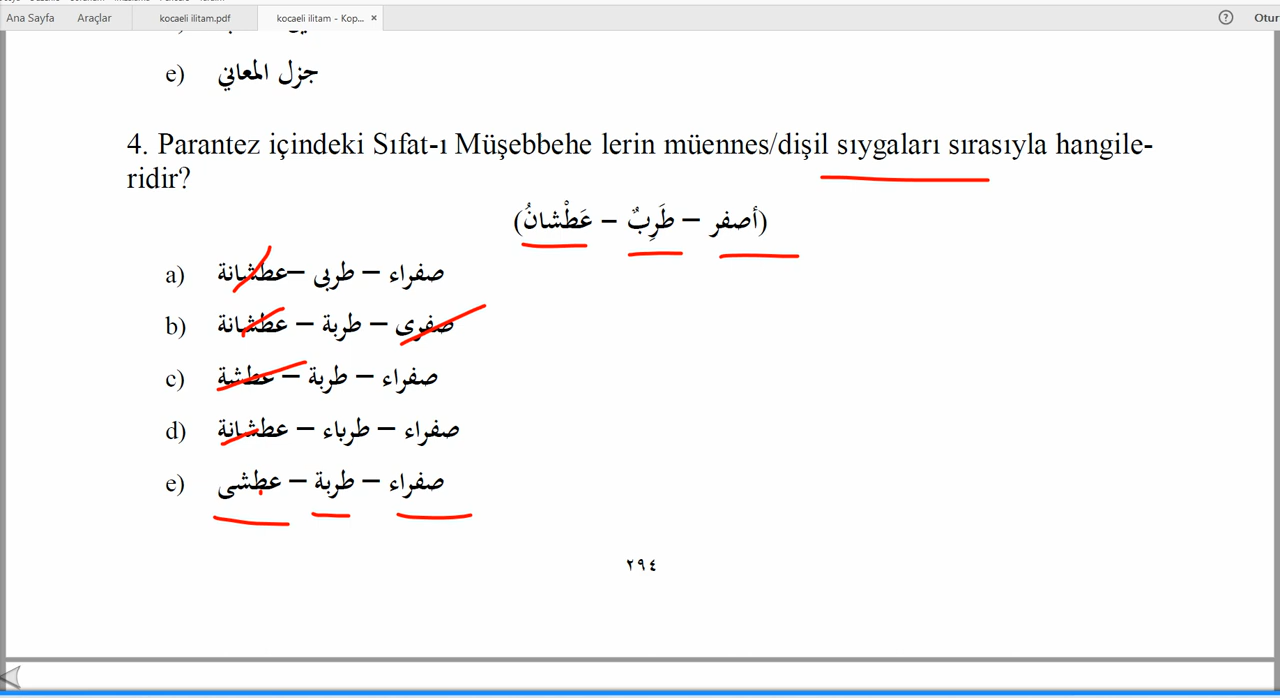 Ana Sayfa Araçlar kocaeli ilitam.pdf kocaeli ilitam - Kop... × ? Otur
e) جزل المعاني
4. Parantez içindeki Sıfat-ı Müşebbehe lerin müennes/dişil sıygaları sırasıyla hangile-
ridir?
(أصفر – طَرِبٌ – عَطْشانُ)
a) صفراء – طربى –عطشانة
b) صفرى – طربة – عطشانة
c) صفراء – طربة – عطشة
d) صفراء – طرباء – عطشانة
e) صفراء – طربة – عطشى
٢٩٤